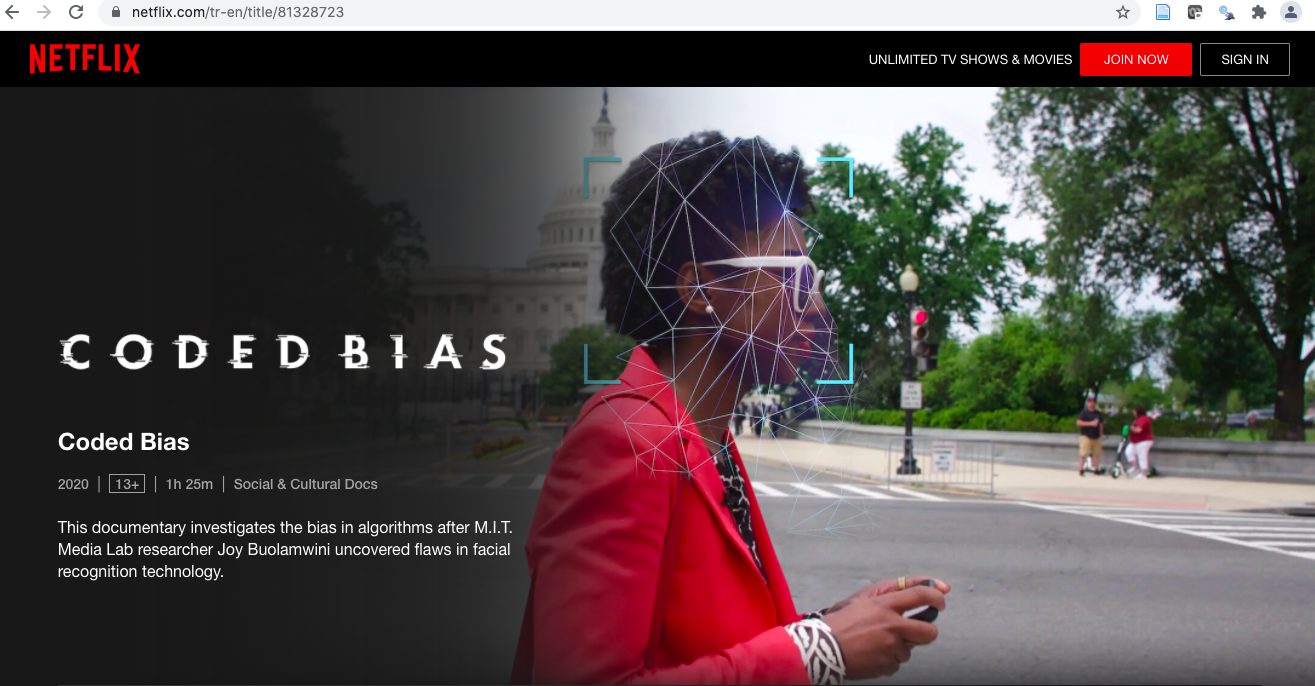 netflix.com/tr-en/title/81328723
NETFLIX
UNLIMITED TV SHOWS & MOVIES
JOIN NOW
SIGN IN
CODED BIAS
Coded Bias
2020 | 13+ | 1h 25m | Social & Cultural Docs
This documentary investigates the bias in algorithms after M.I.T.
Media Lab researcher Joy Buolamwini uncovered flaws in facial
recognition technology.